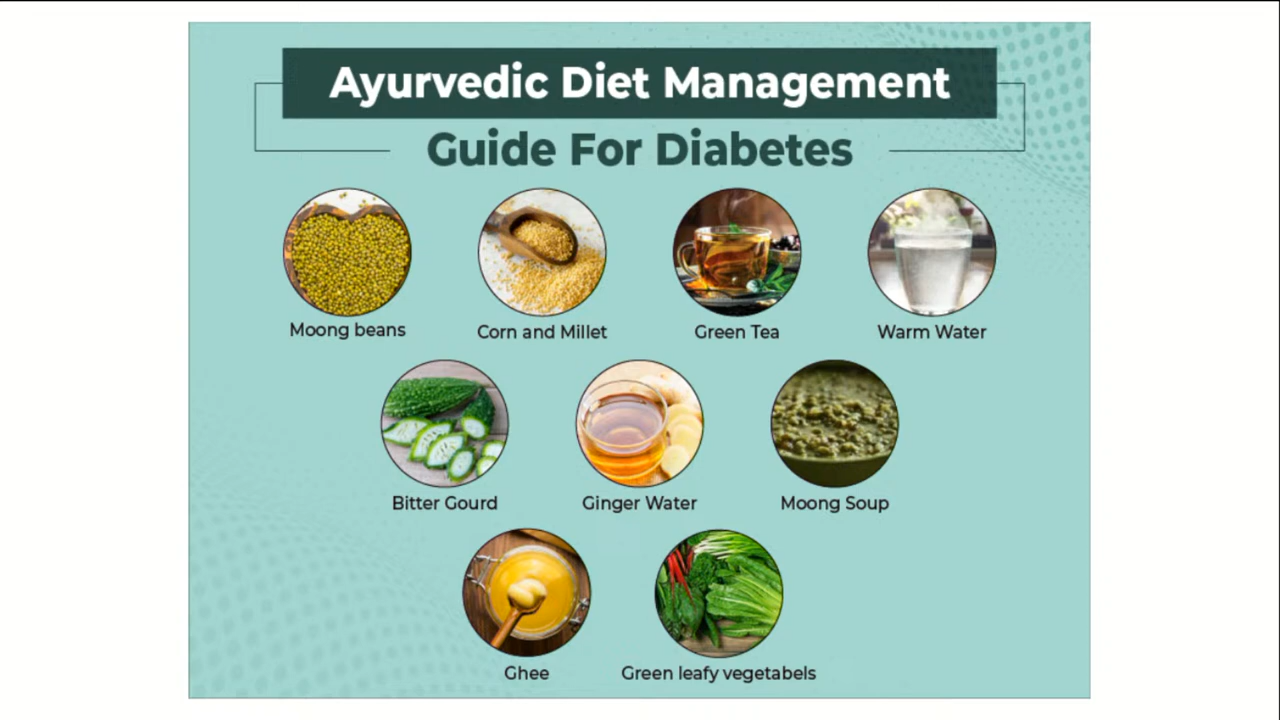 Ayurvedic Diet Management
Guide For Diabetes
Moong beans
Corn and Millet
Green Tea
Warm Water
Bitter Gourd
Ginger Water
Moong Soup
Ghee
Green leafy vegetabels